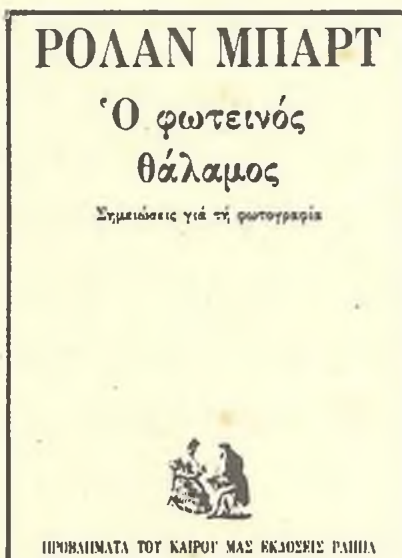 ΡΟΛΑΝ ΜΠΑΡΤ
Ὁ φωτεινός
θάλαμος
Σημειώσεις γιά τή φωτογραφία
ΠΡΟΒΛΗΜΑΤΑ ΤΟΥ ΚΑΙΡΟΥ ΜΑΣ ΕΚΔΟΣΕΙΣ ΡΑΠΠΑ